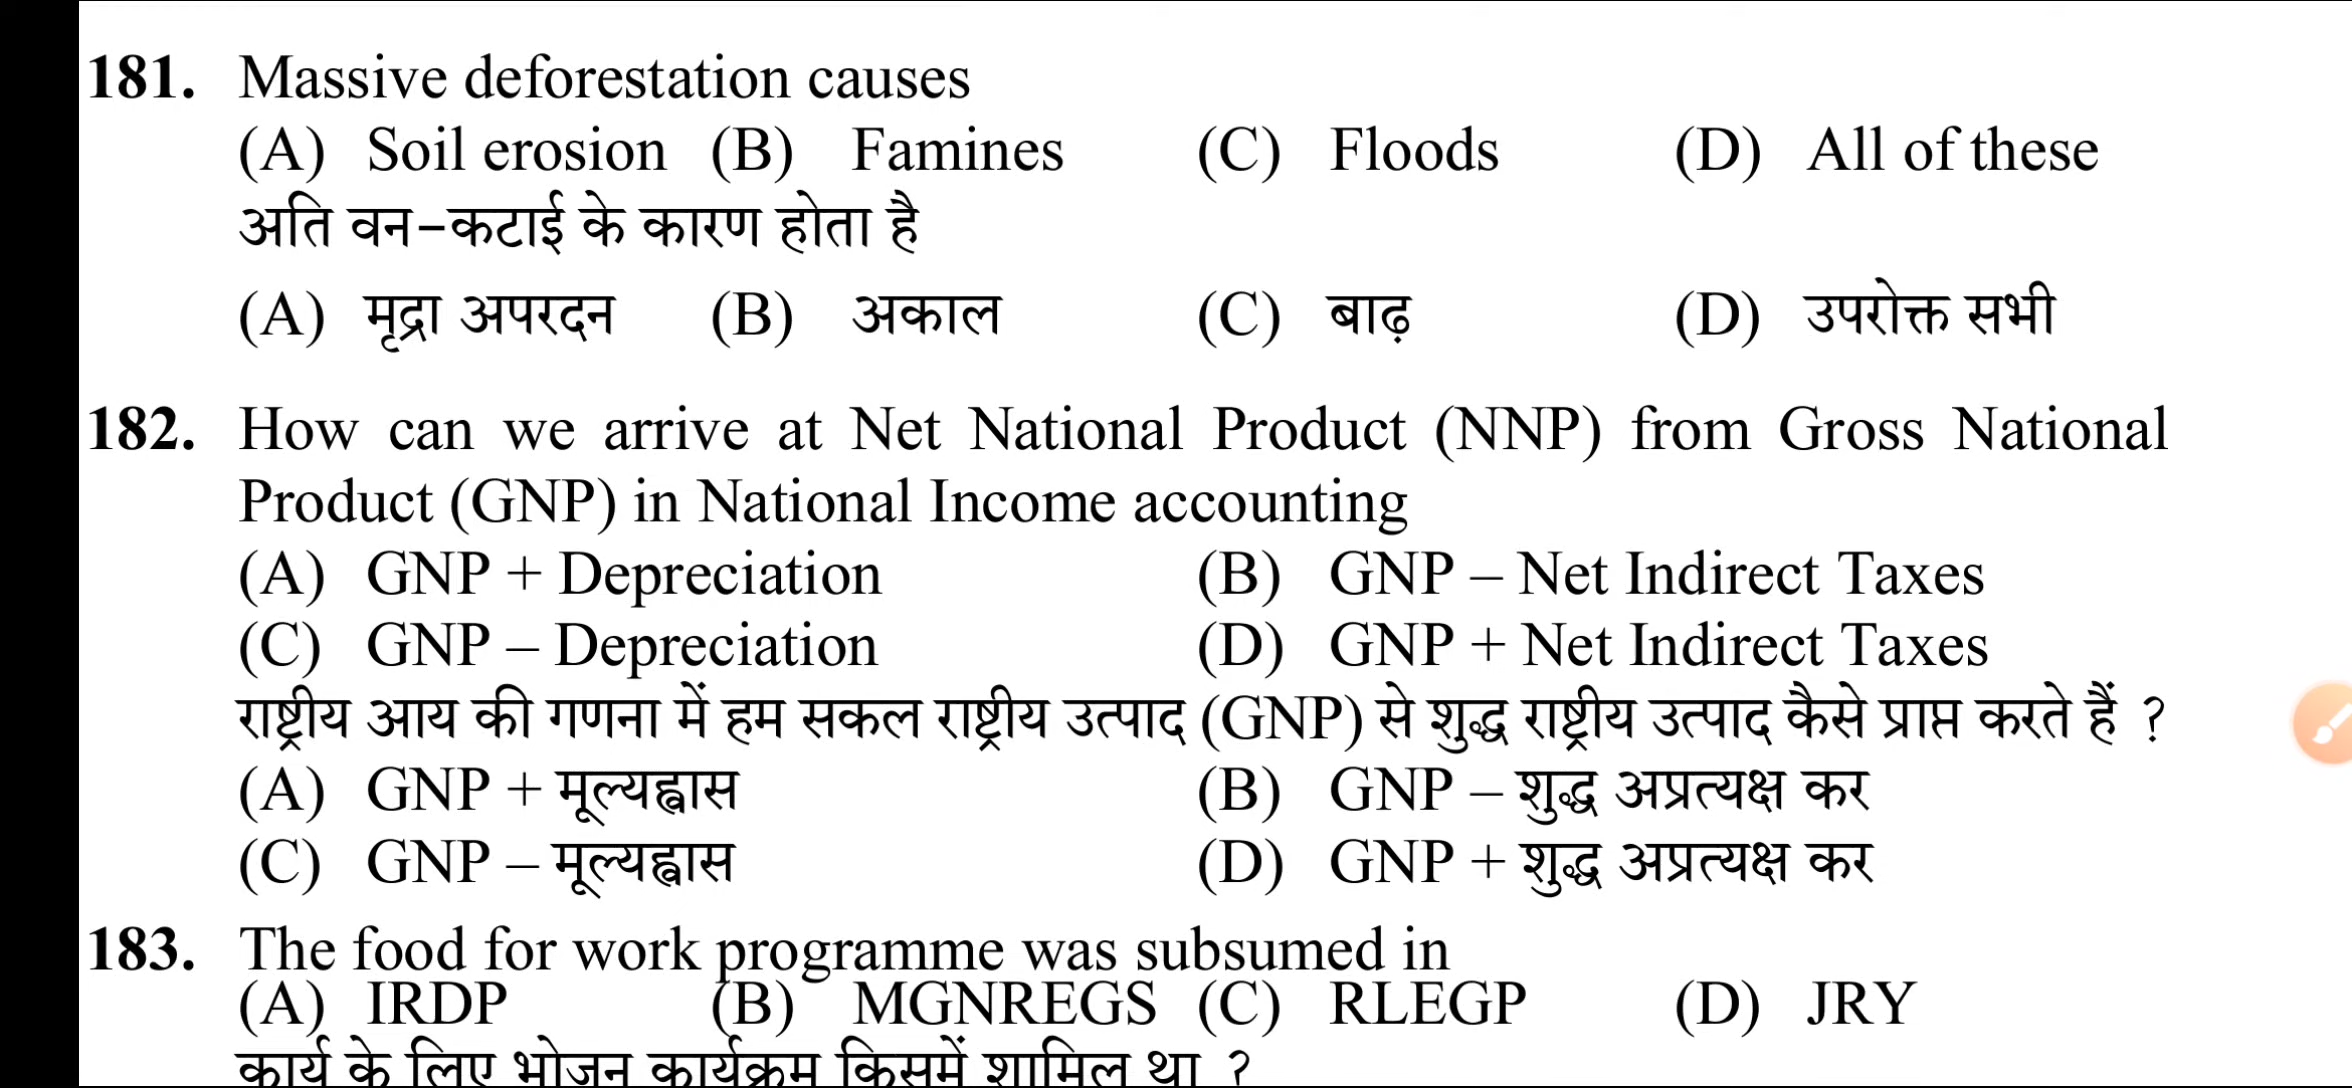 181. Massive deforestation causes
(A) Soil erosion (B) Famines (C) Floods (D) All of these
अति वन-कटाई के कारण होता है
(A) मृद्रा अपरदन (B) अकाल (C) बाढ़ (D) उपरोक्त सभी
182. How can we arrive at Net National Product (NNP) from Gross National
Product (GNP) in National Income accounting
(A) GNP + Depreciation (B) GNP – Net Indirect Taxes
(C) GNP – Depreciation (D) GNP + Net Indirect Taxes
राष्ट्रीय आय की गणना में हम सकल राष्ट्रीय उत्पाद (GNP) से शुद्ध राष्ट्रीय उत्पाद कैसे प्राप्त करते हैं ?
(A) GNP + मूल्यह्वास (B) GNP – शुद्ध अप्रत्यक्ष कर
(C) GNP – मूल्यह्वास (D) GNP + शुद्ध अप्रत्यक्ष कर
183. The food for work programme was subsumed in
(A) IRDP (B) MGNREGS (C) RLEGP (D) JRY
कार्य के लिए भोजन कार्यक्रम किसमें शामिल था ?